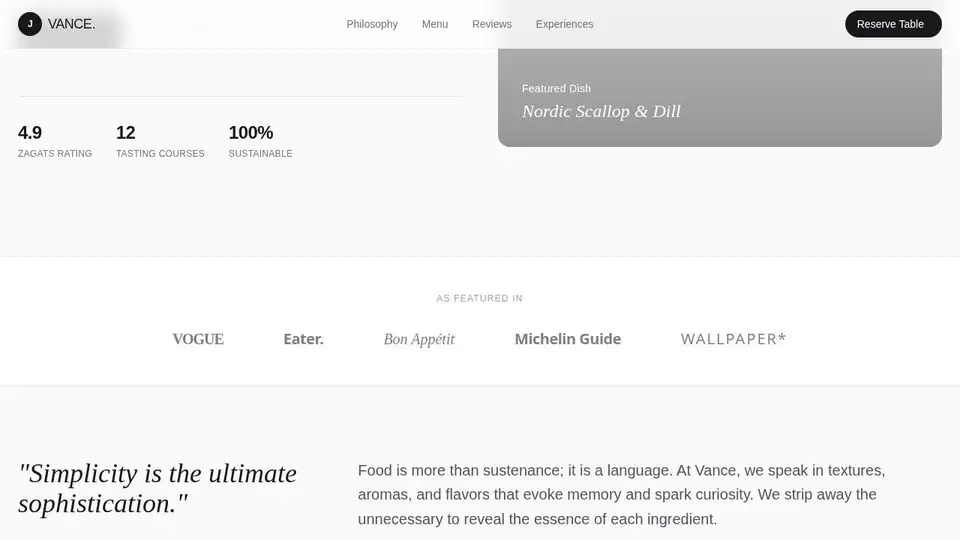 J VANCE. Philosophy Menu Reviews Experiences Reserve Table
Featured Dish
Nordic Scallop & Dill
4.9 12 100%
ZAGATS RATING TASTING COURSES SUSTAINABLE
AS FEATURED IN
VOGUE Eater. Bon Appétit Michelin Guide WALLPAPER*
"Simplicity is the ultimate
sophistication."
Food is more than sustenance; it is a language. At Vance, we speak in textures,
aromas, and flavors that evoke memory and spark curiosity. We strip away the
unnecessary to reveal the essence of each ingredient.